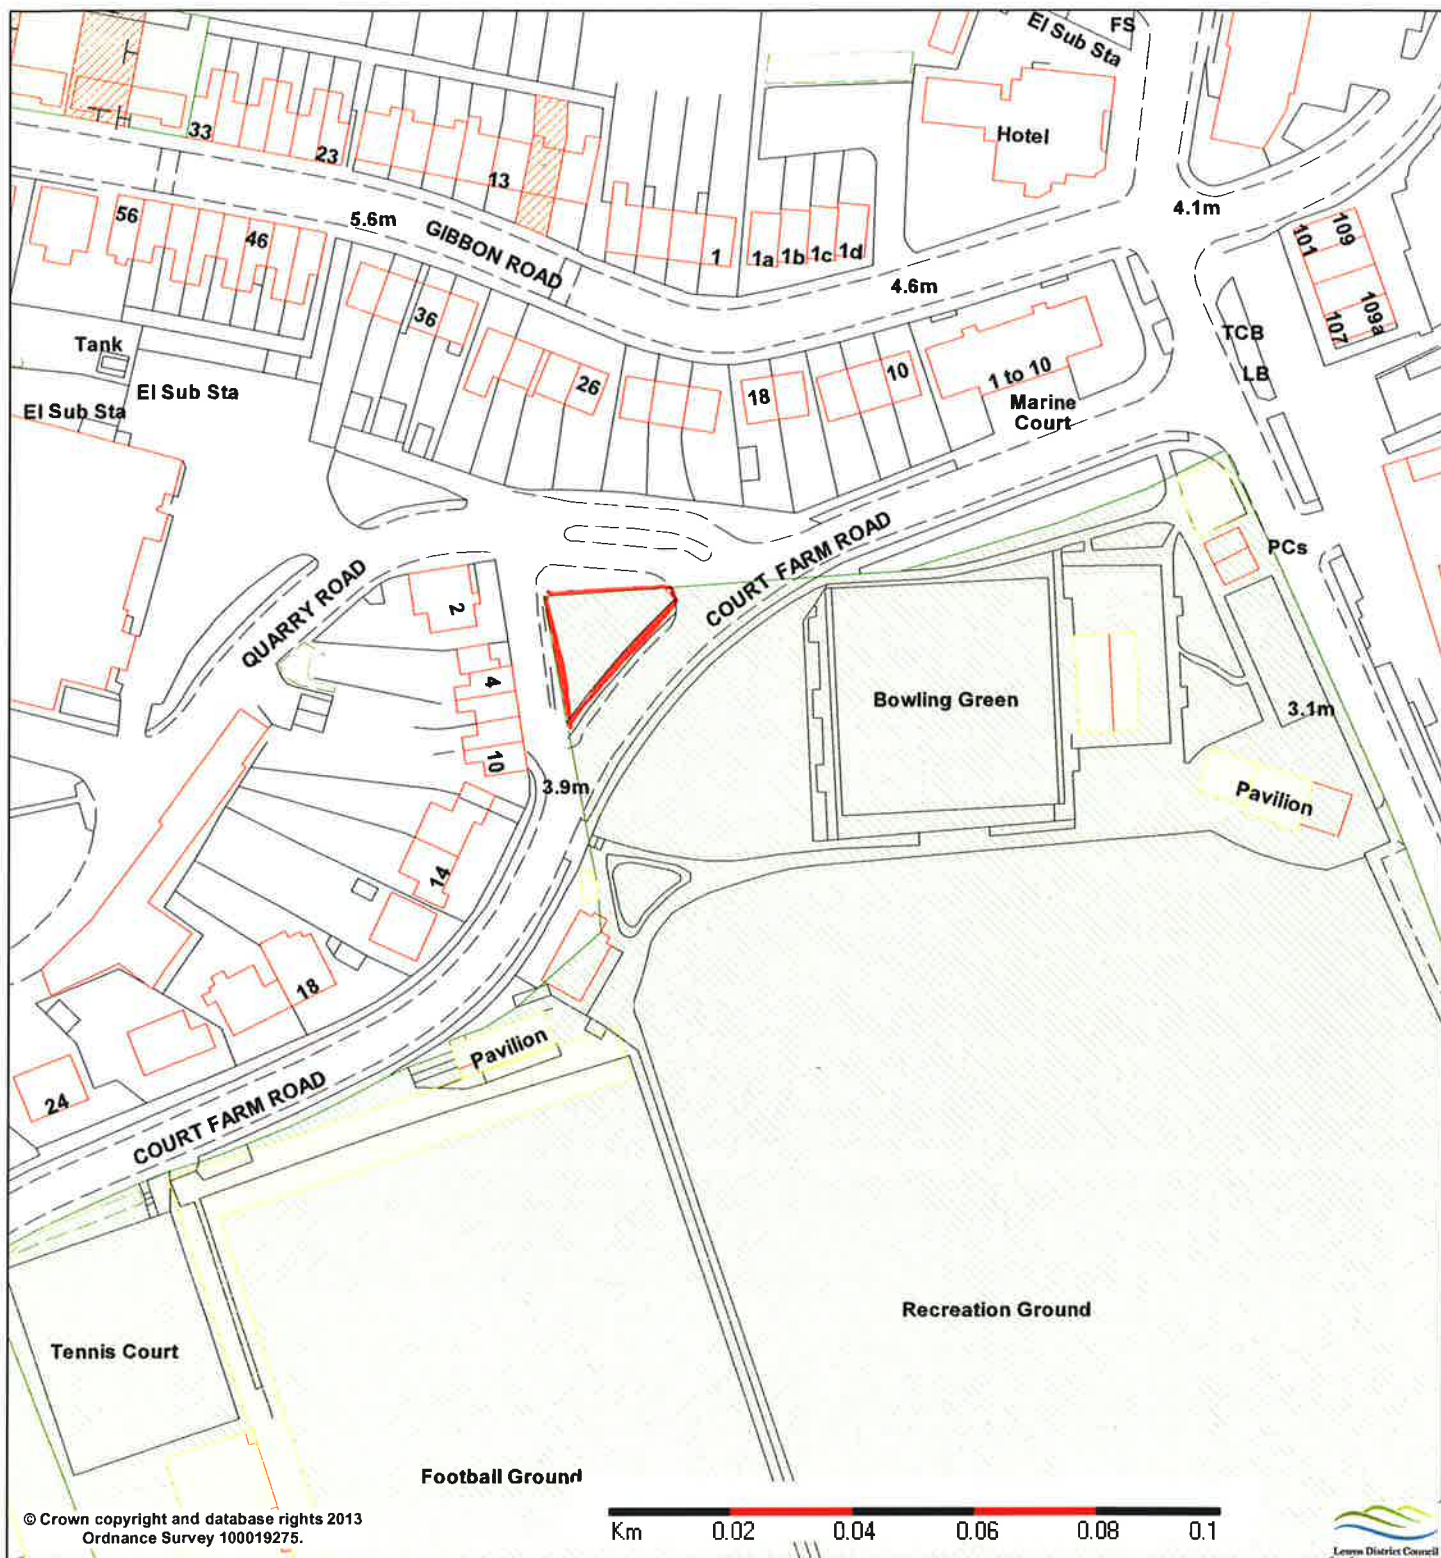 FS
El Sub Sta
Hotel
33
23
13
4.1m
56
46
5.6m
GIBBON ROAD
1
1a
1b
1c
1d
4.6m
101
109
109a
107
36
Tank
El Sub Sta
El Sub Sta
26
18
10
1 to 10
Marine
Court
TCB
LB
COURT FARM ROAD
PCs
QUARRY ROAD
2
4
10
Bowling Green
3.1m
3.9m
Pavilion
14
18
Pavilion
24
COURT FARM ROAD
Recreation Ground
Tennis Court
Football Ground
© Crown copyright and database rights 2013
Ordnance Survey 100019275.
Km 0.02 0.04 0.06 0.08 0.1
Lewes District Council